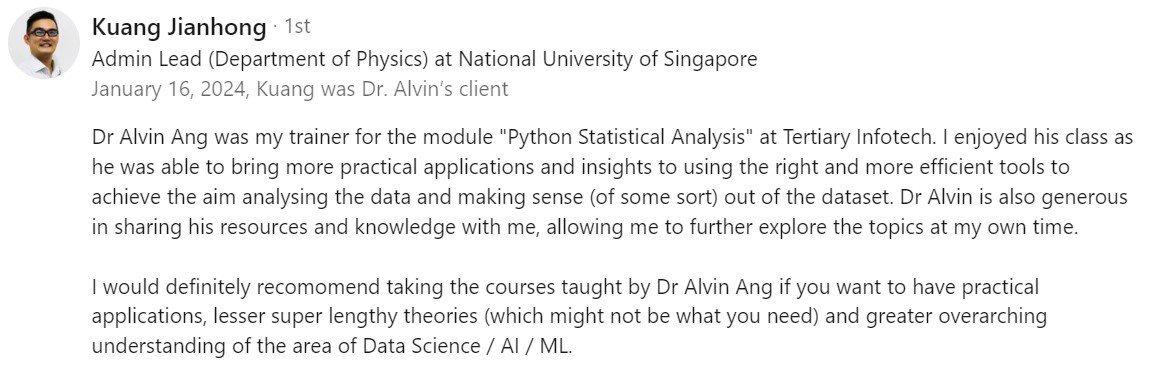 Kuang Jianhong · 1st
Admin Lead (Department of Physics) at National University of Singapore
January 16, 2024, Kuang was Dr. Alvin's client
Dr Alvin Ang was my trainer for the module "Python Statistical Analysis" at Tertiary Infotech. I enjoyed his class as
he was able to bring more practical applications and insights to using the right and more efficient tools to
achieve the aim analysing the data and making sense (of some sort) out of the dataset. Dr Alvin is also generous
in sharing his resources and knowledge with me, allowing me to further explore the topics at my own time.
I would definitely recomomend taking the courses taught by Dr Alvin Ang if you want to have practical
applications, lesser super lengthy theories (which might not be what you need) and greater overarching
understanding of the area of Data Science / AI / ML.